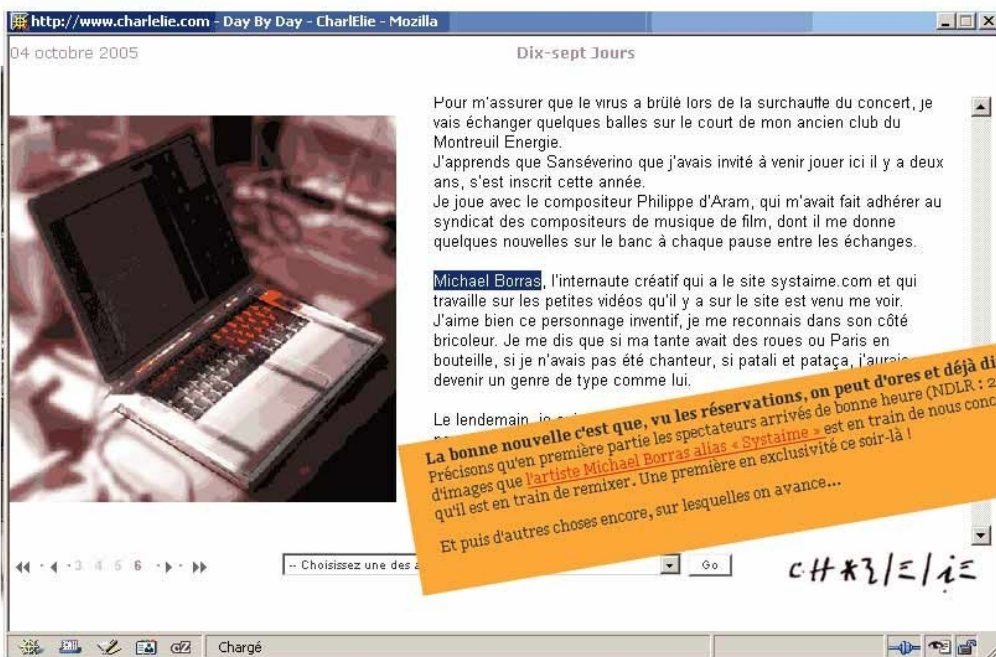 http://www.charlelie.com - Day By Day - CharlElie - Mozilla
04 octobre 2005
Dix-sept Jours
Pour m'assurer que le virus a brûlé lors de la surchauffe du concert, je
vais échanger quelques balles sur le court de mon ancien club du
Montreuil Energie.
J'apprends que Sanséverino que j'avais invité à venir jouer ici il y a deux
ans, s'est inscrit cette année.
Je joue avec le compositeur Philippe d'Aram, qui m'avait fait adhérer au
syndicat des compositeurs de musique de film, dont il me donne
quelques nouvelles sur le banc à chaque pause entre les échanges.
Michael Borras, l'internaute créatif qui a le site systaime.com et qui
travaille sur les petites vidéos qu'il y a sur le site est venu me voir.
J'aime bien ce personnage inventif, je me reconnais dans son côté
bricoleur. Je me dis que si ma tante avait des roues ou Paris en
bouteille, si je n'avais pas été chanteur, si patali et pataça, j'aurais
devenir un genre de type comme lui.
Le lendemain, je
La bonne nouvelle c'est que, vu les réservations, on peut d'ores et déjà di
Précisons qu'en première partie les spectateurs arrivés de bonne heure (NDLR : 2
d'images que l'artiste Michael Borras alias « Systaime » est en train de nous conc
qu'il est en train de remixer. Une première en exclusivité ce soir-là !
Et puis d'autres choses encore, sur lesquelles on avance...
3 4 5 6
-- Choisissez une des a
Go
Chargé